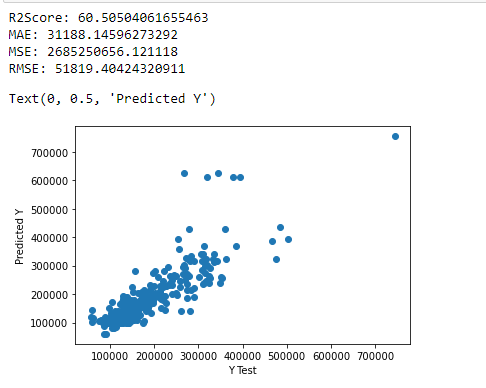 R2Score: 60.50504061655463
MAE: 31188.14596273292
MSE: 2685250656.121118
RMSE: 51819.40424320911
Text(0, 0.5, 'Predicted Y')
700000
600000
500000
400000
300000
200000
100000
Predicted Y
100000 200000 300000 400000 500000 600000 700000
Y Test